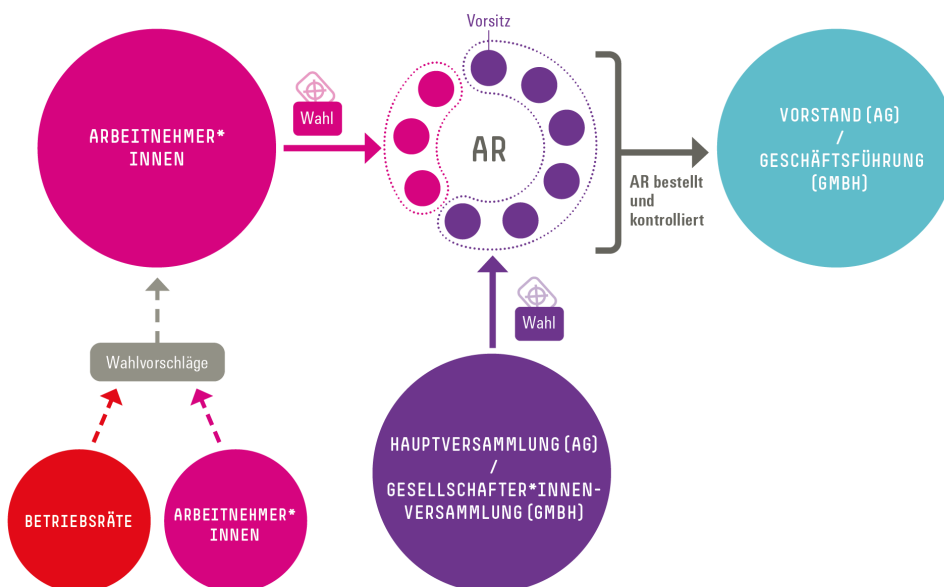 Vorsitz
ARBEITNEHMER*
INNEN
Wahl
AR
VORSTAND (AG)
/
GESCHÄFTSFÜHRUNG
(GMBH)
AR bestellt
und
kontrolliert
Wahl
Wahlvorschläge
HAUPTVERSAMMLUNG (AG)
/
GESELLSCHAFTER*INNEN-
VERSAMMLUNG (GMBH)
BETRIEBSRÄTE
ARBEITNEHMER*
INNEN